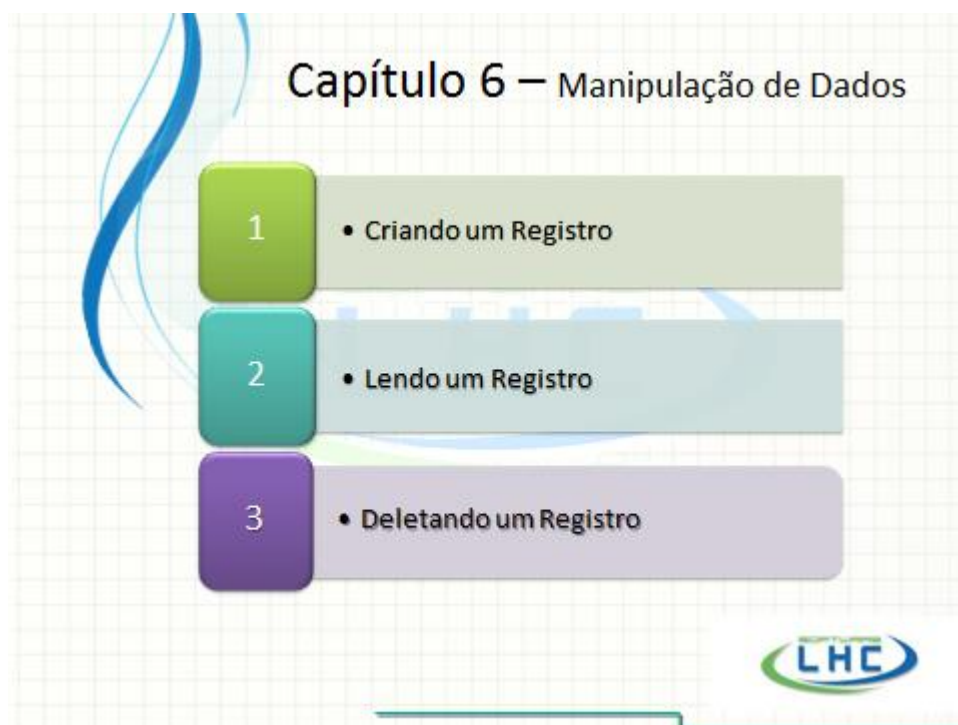 Capítulo 6 – Manipulação de Dados
1
• Criando um Registro
2
• Lendo um Registro
3
• Deletando um Registro
LHC